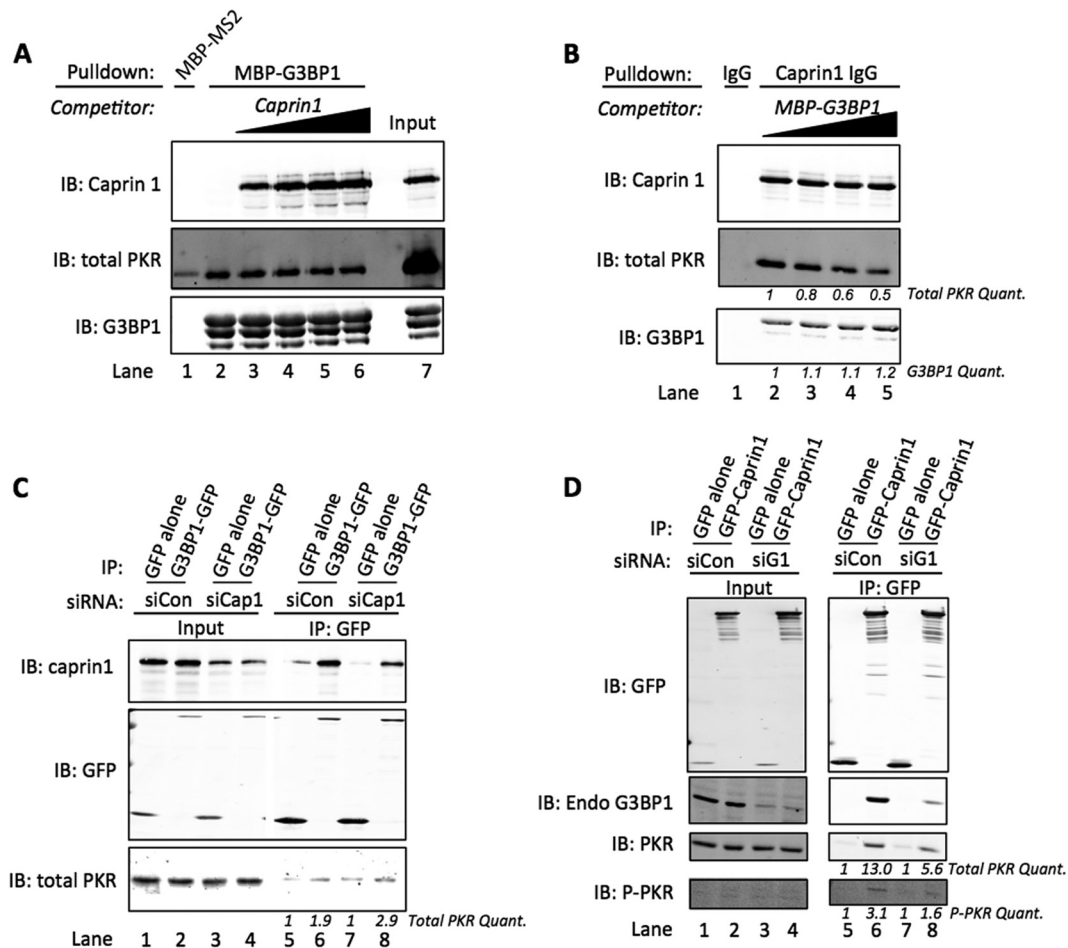 A
MBP-MS2
Pulldown: MBP-G3BP1
Competitor: Caprin1 Input
IB: Caprin 1
IB: total PKR
IB: G3BP1
Lane 1 2 3 4 5 6 7
B
Pulldown: IgG Caprin1 IgG
Competitor: MBP-G3BP1
IB: Caprin 1
IB: total PKR
1 0.8 0.6 0.5 Total PKR Quant.
IB: G3BP1
1 1.1 1.1 1.2 G3BP1 Quant.
Lane 1 2 3 4 5
C
IP: GFP alone G3BP1-GFP GFP alone G3BP1-GFP GFP alone G3BP1-GFP GFP alone G3BP1-GFP
siRNA: siCon siCap1 siCon siCap1
Input IP: GFP
IB: caprin1
IB: GFP
IB: total PKR
1 1.9 1 2.9 Total PKR Quant.
Lane 1 2 3 4 5 6 7 8
D
IP: GFP alone GFP-Caprin1 GFP alone GFP-Caprin1 GFP alone GFP-Caprin1 GFP alone GFP-Caprin1
siRNA: siCon siG1 siCon siG1
Input IP: GFP
IB: GFP
IB: Endo G3BP1
IB: PKR
1 13.0 1 5.6 Total PKR Quant.
IB: P-PKR
1 3.1 1 1.6 P-PKR Quant.
Lane 1 2 3 4 5 6 7 8